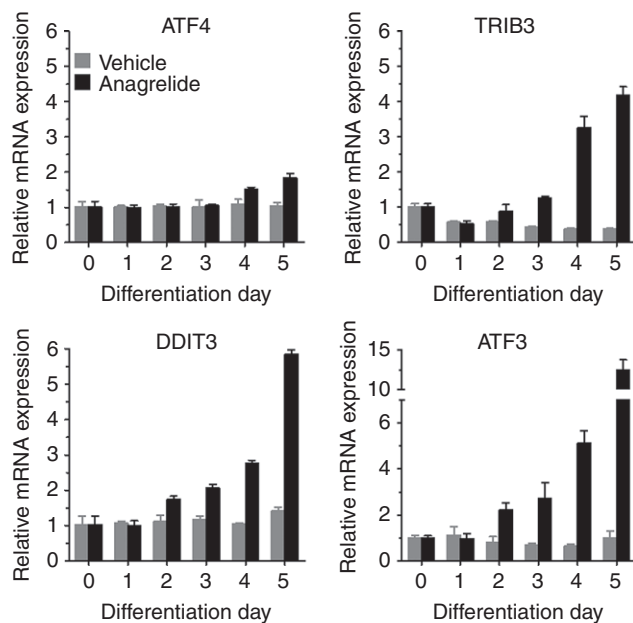 ATF4
Relative mRNA expression
6
5
4
3
2
1
0
Vehicle
Anagrelide
0 1 2 3 4 5
Differentiation day
TRIB3
Relative mRNA expression
6
5
4
3
2
1
0
0 1 2 3 4 5
Differentiation day
DDIT3
Relative mRNA expression
6
5
4
3
2
1
0
0 1 2 3 4 5
Differentiation day
ATF3
Relative mRNA expression
15
10
6
4
2
0
0 1 2 3 4 5
Differentiation day